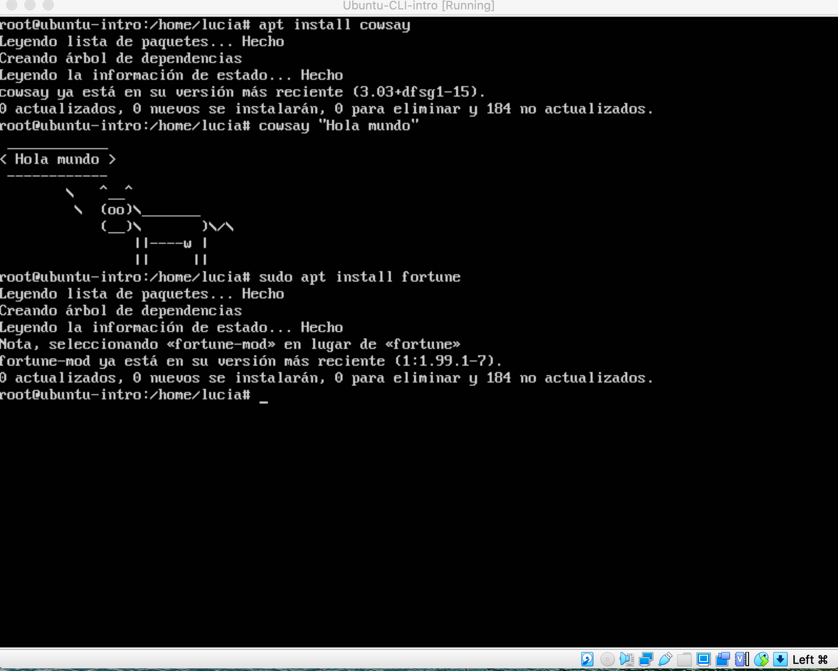 Ubuntu-CLI-intro [Running]
root@ubuntu-intro:/home/lucia# apt install cowsay
Leyendo lista de paquetes... Hecho
Creando árbol de dependencias
Leyendo la información de estado... Hecho
cowsay ya está en su versión más reciente (3.03+dfsg1-15).
0 actualizados, 0 nuevos se instalarán, 0 para eliminar y 184 no actualizados.
root@ubuntu-intro:/home/lucia# cowsay "Hola mundo"
 ____________
< Hola mundo >
 ------------
        \   ^__^
         \  (oo)\_______
            (__)\       )\/\
                ||----w |
                ||     ||
root@ubuntu-intro:/home/lucia# sudo apt install fortune
Leyendo lista de paquetes... Hecho
Creando árbol de dependencias
Leyendo la información de estado... Hecho
Nota, seleccionando «fortune-mod» en lugar de «fortune»
fortune-mod ya está en su versión más reciente (1:1.99.1-7).
0 actualizados, 0 nuevos se instalarán, 0 para eliminar y 184 no actualizados.
root@ubuntu-intro:/home/lucia# _
Left ⌘